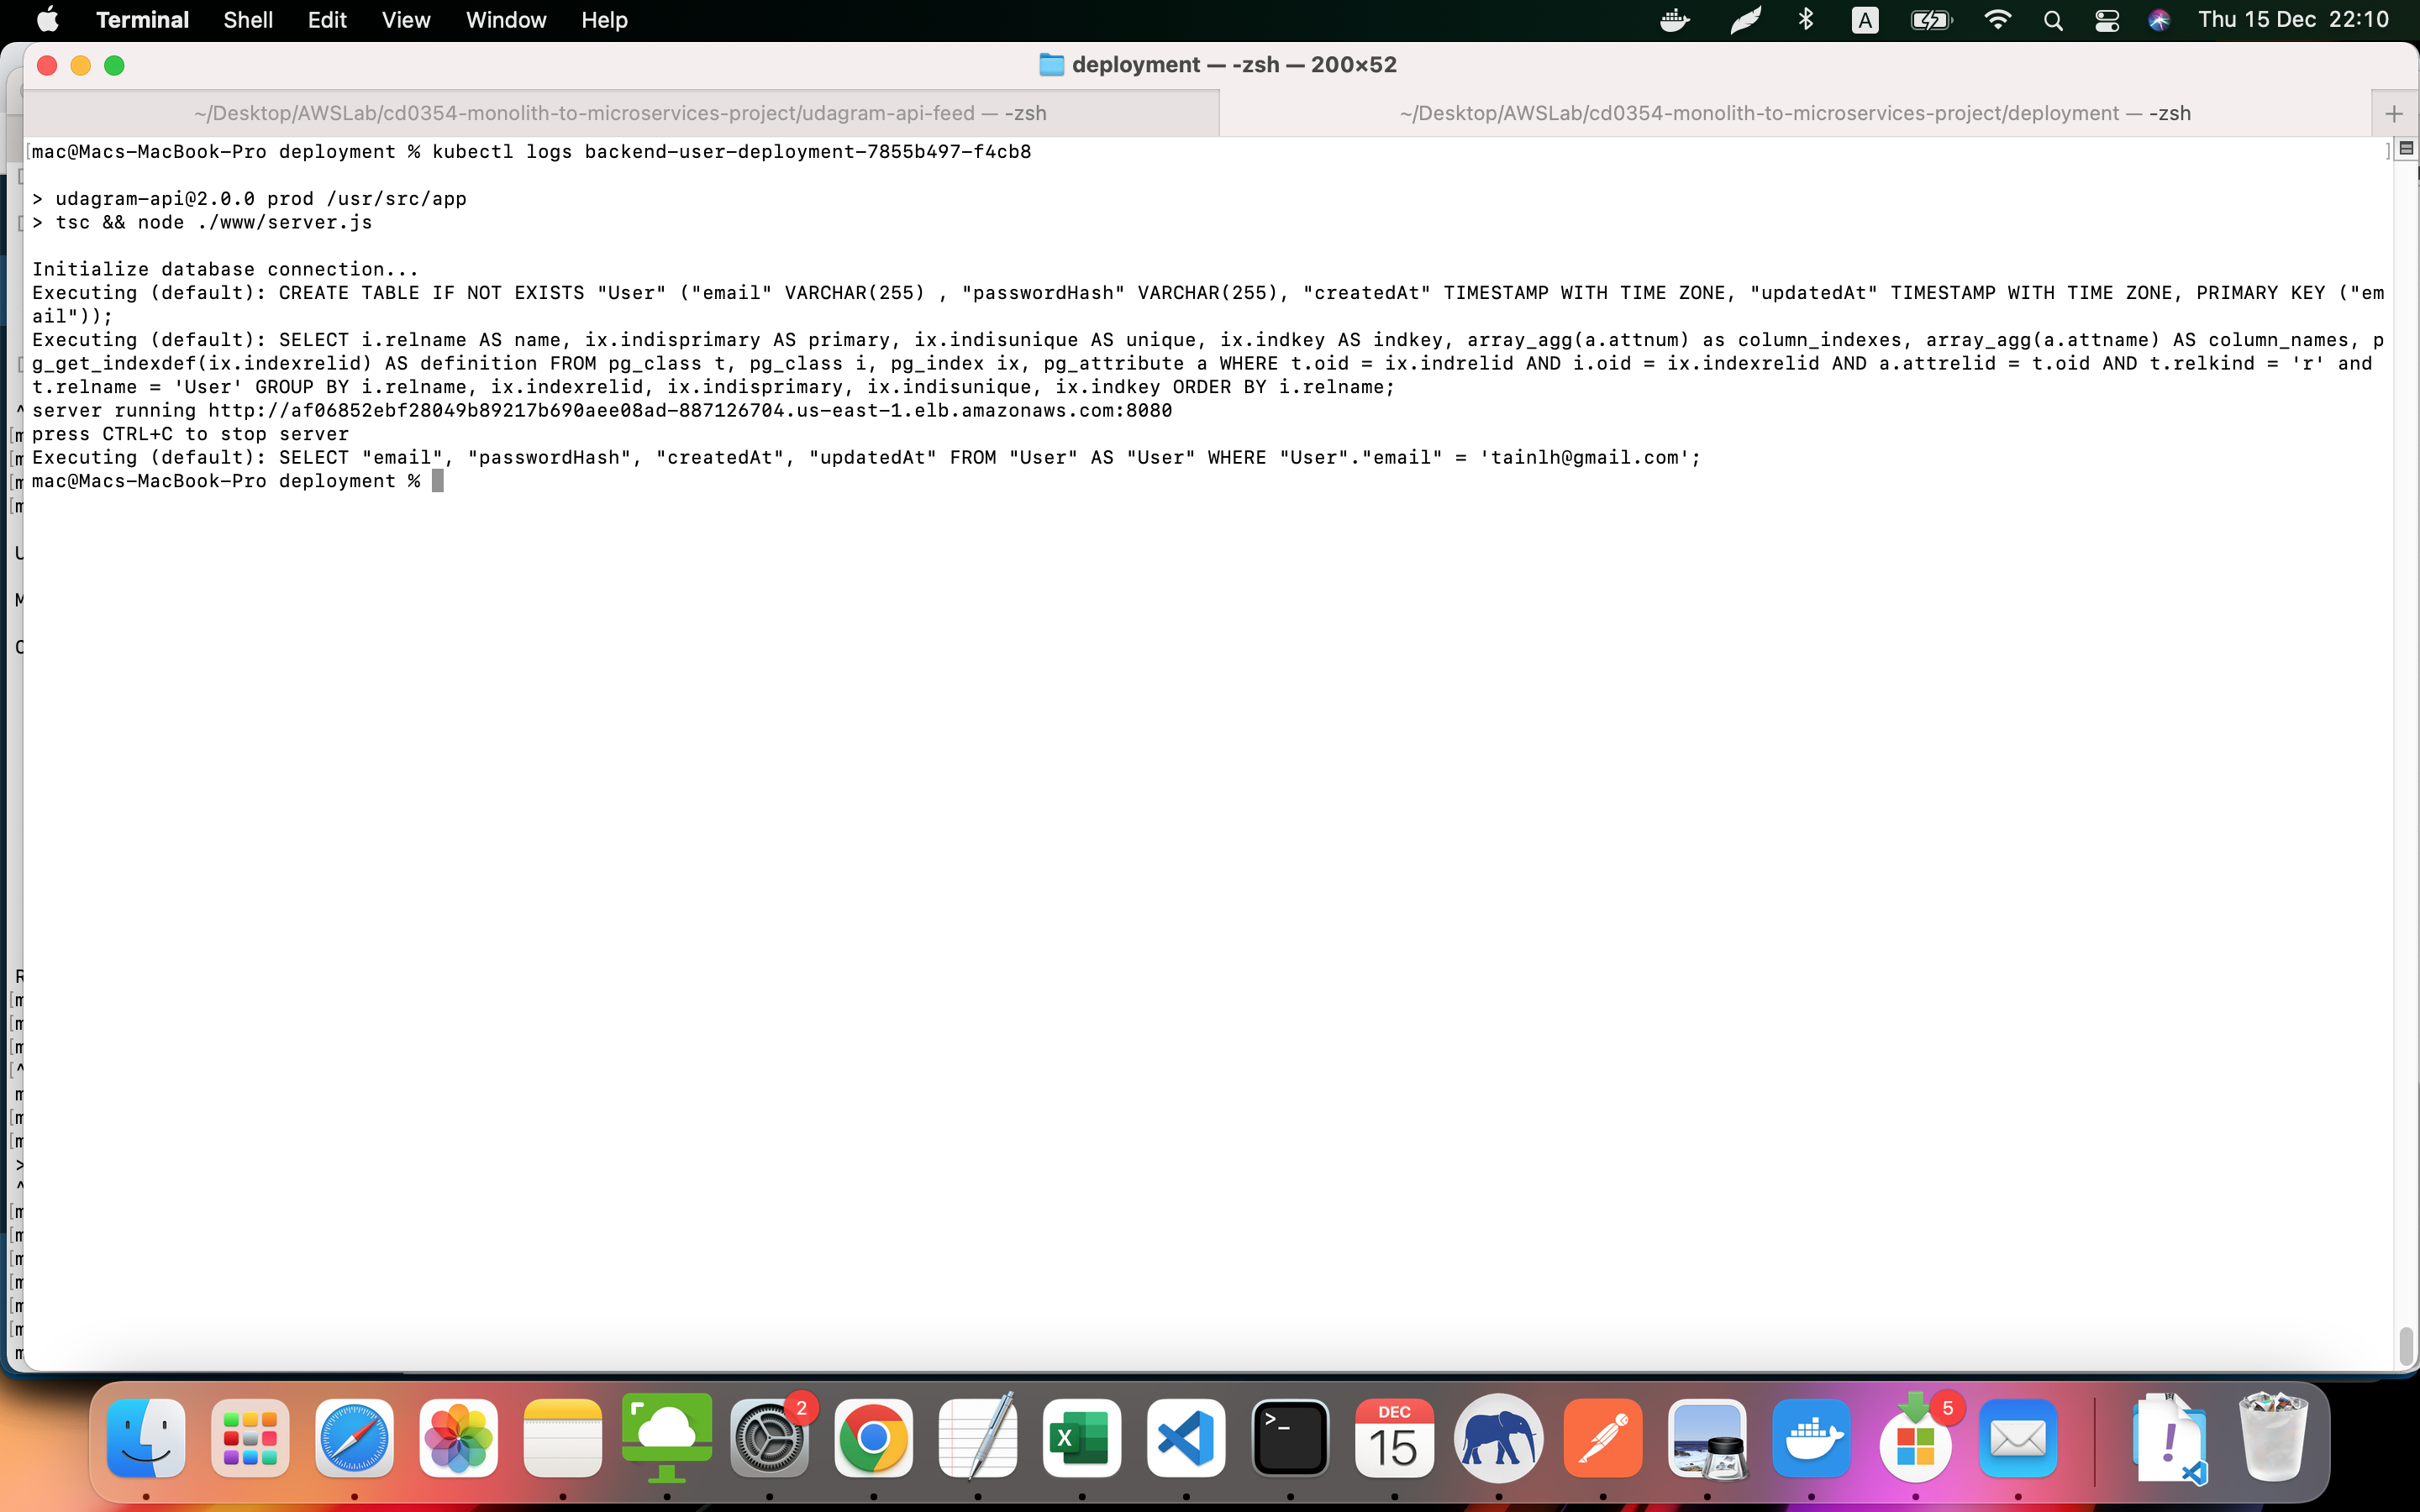 Terminal Shell Edit View Window Help A Thu 15 Dec 22:10
deployment — -zsh — 200×52
~/Desktop/AWSLab/cd0354-monolith-to-microservices-project/udagram-api-feed — -zsh
~/Desktop/AWSLab/cd0354-monolith-to-microservices-project/deployment — -zsh
[mac@Macs-MacBook-Pro deployment % kubectl logs backend-user-deployment-7855b497-f4cb8 ]
> udagram-api@2.0.0 prod /usr/src/app
> tsc && node ./www/server.js
Initialize database connection...
Executing (default): CREATE TABLE IF NOT EXISTS "User" ("email" VARCHAR(255) , "passwordHash" VARCHAR(255), "createdAt" TIMESTAMP WITH TIME ZONE, "updatedAt" TIMESTAMP WITH TIME ZONE, PRIMARY KEY ("em
ail"));
Executing (default): SELECT i.relname AS name, ix.indisprimary AS primary, ix.indisunique AS unique, ix.indkey AS indkey, array_agg(a.attnum) as column_indexes, array_agg(a.attname) AS column_names, p
g_get_indexdef(ix.indexrelid) AS definition FROM pg_class t, pg_class i, pg_index ix, pg_attribute a WHERE t.oid = ix.indrelid AND i.oid = ix.indexrelid AND a.attrelid = t.oid AND t.relkind = 'r' and
t.relname = 'User' GROUP BY i.relname, ix.indexrelid, ix.indisprimary, ix.indisunique, ix.indkey ORDER BY i.relname;
server running http://af06852ebf28049b89217b690aee08ad-887126704.us-east-1.elb.amazonaws.com:8080
press CTRL+C to stop server
Executing (default): SELECT "email", "passwordHash", "createdAt", "updatedAt" FROM "User" AS "User" WHERE "User"."email" = 'tainlh@gmail.com';
mac@Macs-MacBook-Pro deployment %
2
DEC
15
5